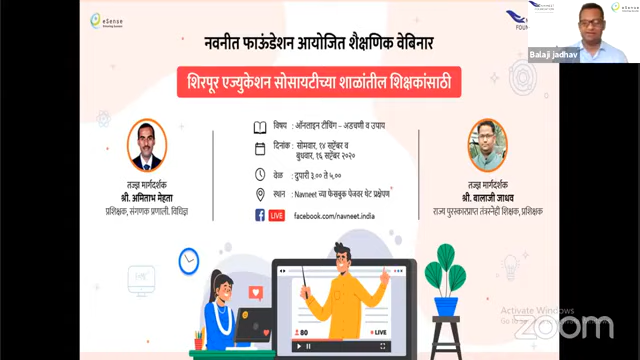 eSense
नवनीत फाऊंडेशन आयोजित शैक्षणिक वेबिनार
शिरपूर एज्युकेशन सोसायटीच्या शाळांतील शिक्षकांसाठी
Balaji jadhav
विषय : ऑनलाइन टीचिंग - अडचणी व उपाय
दिनांक : सोमवार, १४ सप्टेंबर व
बुधवार, १६ सप्टेंबर २०२०
वेळ : दुपारी ३.०० ते ५.००
स्थान : Navneet च्या फेसबुक पेजवर थेट प्रक्षेपण
LIVE facebook.com/navneet.india
तज्ज्ञ मार्गदर्शक
श्री. अमिताभ मेहता
प्रशिक्षक, संगणक प्रणाली, विधिज्ञ
तज्ज्ञ मार्गदर्शक
श्री. बालाजी जाधव
राज्य पुरस्कारप्राप्त तंत्रस्नेही शिक्षक, प्रशिक्षक
80
LIVE
Activate Windows
zoom